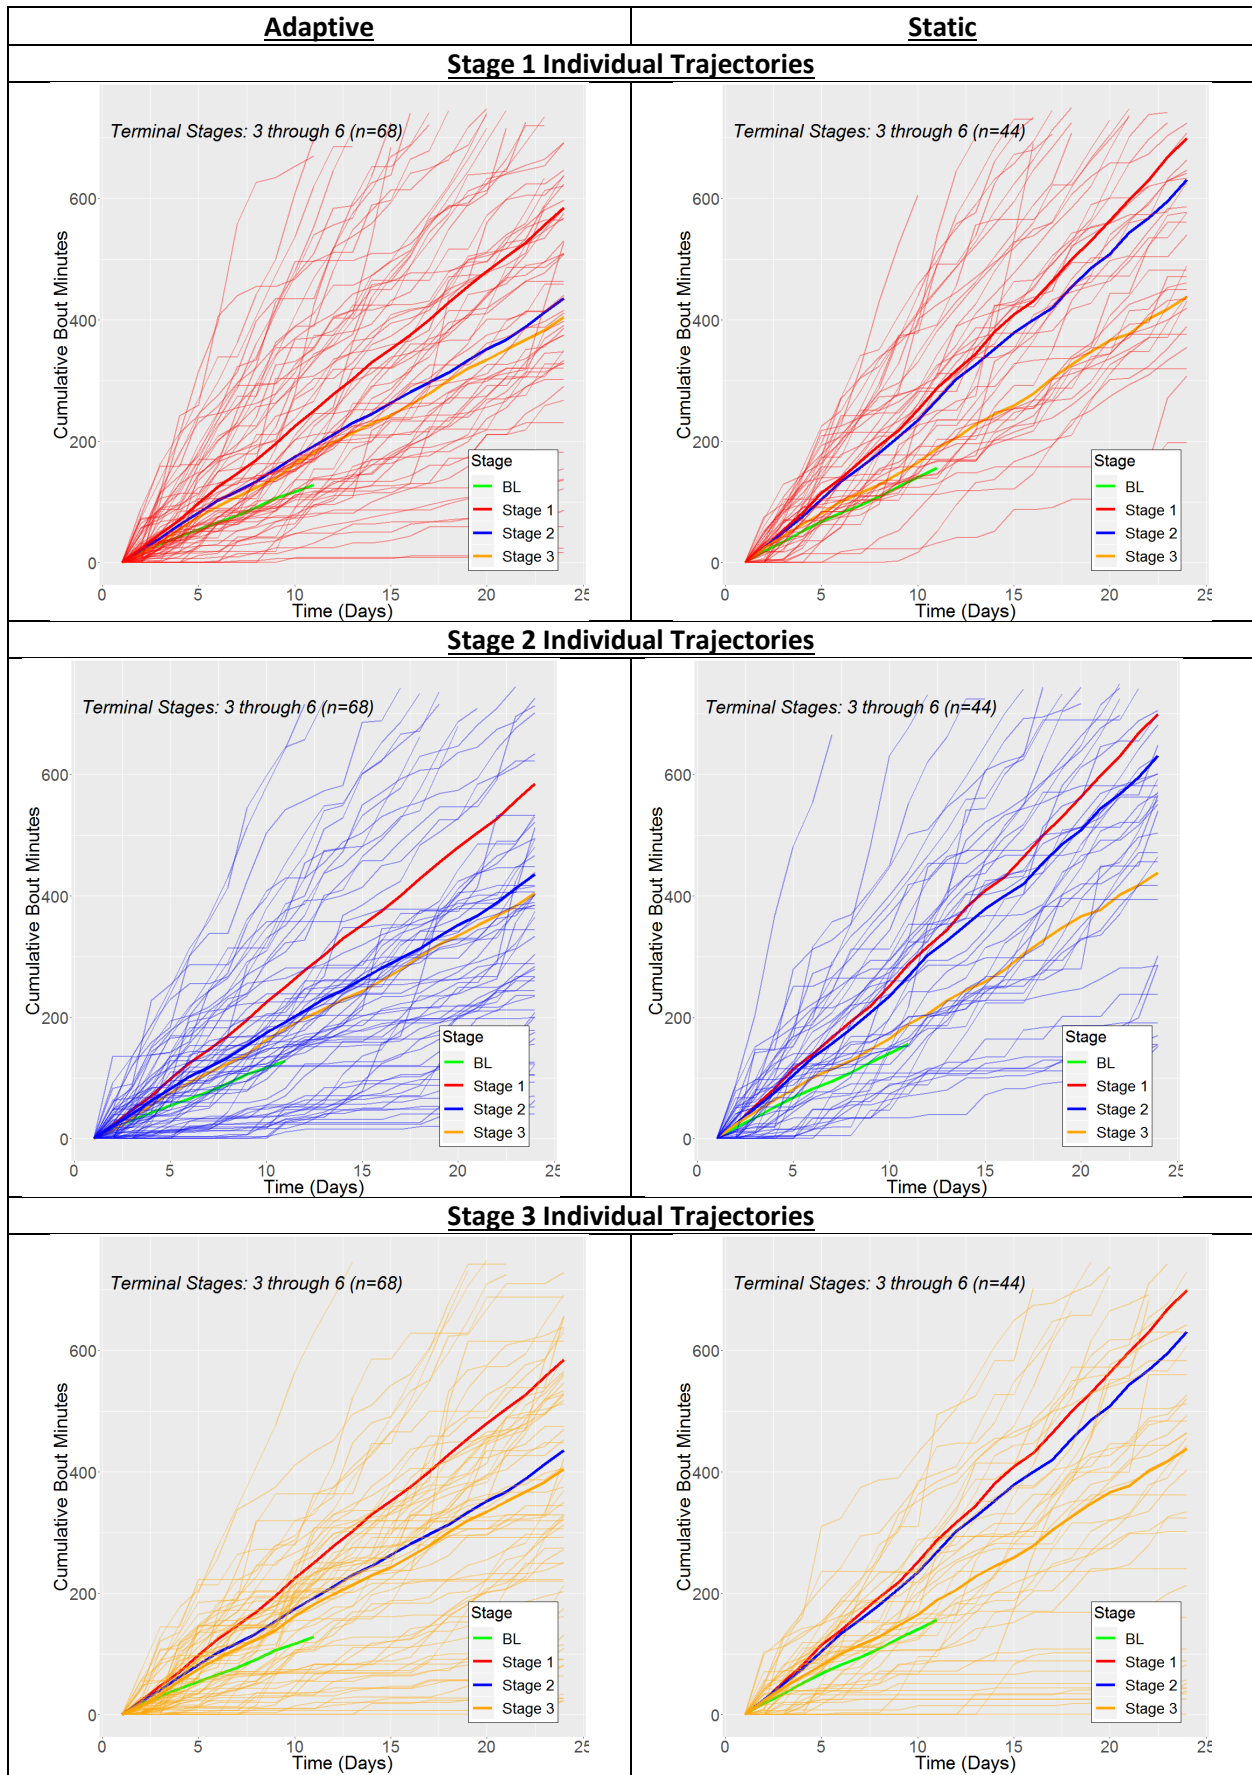 Adaptive Static
Stage 1 Individual Trajectories
Terminal Stages: 3 through 6 (n=68)
Cumulative Bout Minutes
600
400
200
0
Stage
BL
Stage 1
Stage 2
Stage 3
0 5 10 15 20 25
Time (Days)
Terminal Stages: 3 through 6 (n=44)
Cumulative Bout Minutes
600
400
200
0
Stage
BL
Stage 1
Stage 2
Stage 3
0 5 10 15 20 25
Time (Days)
Stage 2 Individual Trajectories
Terminal Stages: 3 through 6 (n=68)
Cumulative Bout Minutes
600
400
200
0
Stage
BL
Stage 1
Stage 2
Stage 3
0 5 10 15 20 25
Time (Days)
Terminal Stages: 3 through 6 (n=44)
Cumulative Bout Minutes
600
400
200
0
Stage
BL
Stage 1
Stage 2
Stage 3
0 5 10 15 20 25
Time (Days)
Stage 3 Individual Trajectories
Terminal Stages: 3 through 6 (n=68)
Cumulative Bout Minutes
600
400
200
0
Stage
BL
Stage 1
Stage 2
Stage 3
0 5 10 15 20 25
Time (Days)
Terminal Stages: 3 through 6 (n=44)
Cumulative Bout Minutes
600
400
200
0
Stage
BL
Stage 1
Stage 2
Stage 3
0 5 10 15 20 25
Time (Days)